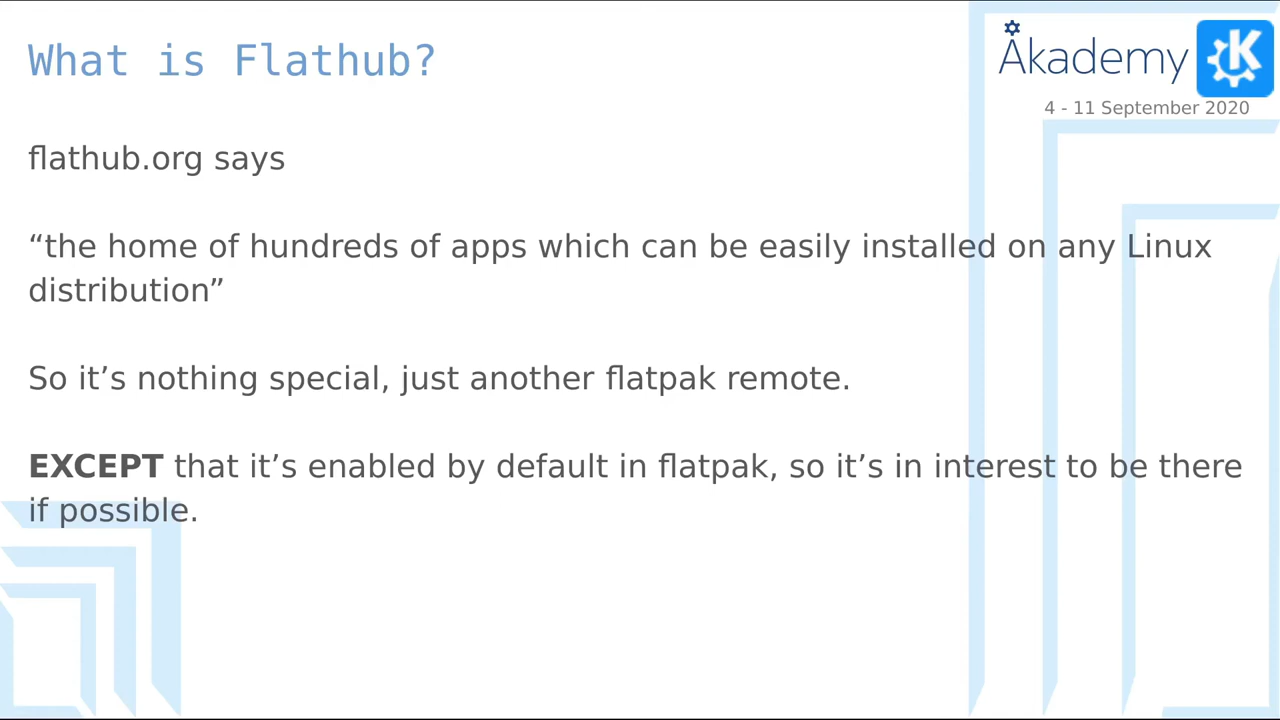 What is Flathub?
Akademy
4 - 11 September 2020
flathub.org says
“the home of hundreds of apps which can be easily installed on any Linux
distribution”
So it’s nothing special, just another flatpak remote.
EXCEPT that it’s enabled by default in flatpak, so it’s in interest to be there
if possible.